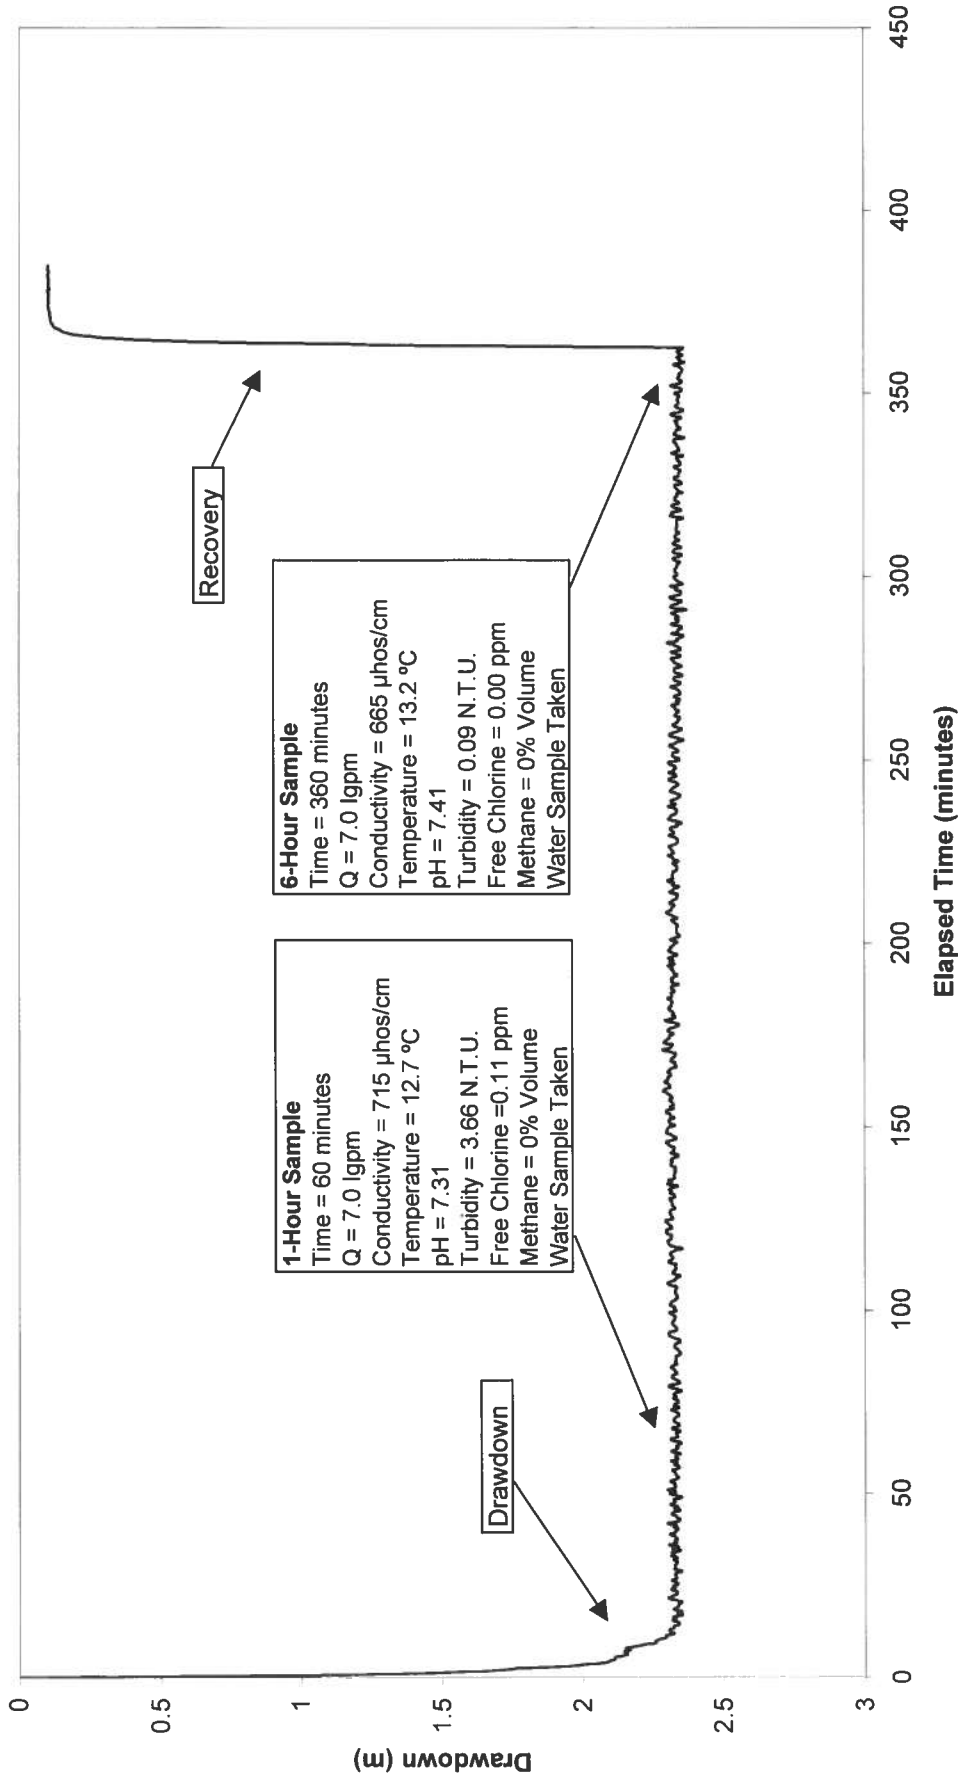 0
0.5
1
1.5
2
2.5
3
Drawdown (m)
Drawdown
1-Hour Sample
Time = 60 minutes
Q = 7.0 Igpm
Conductivity = 715 µhos/cm
Temperature = 12.7 ºC
pH = 7.31
Turbidity = 3.66 N.T.U.
Free Chlorine =0.11 ppm
Methane = 0% Volume
Water Sample Taken
6-Hour Sample
Time = 360 minutes
Q = 7.0 Igpm
Conductivity = 665 µhos/cm
Temperature = 13.2 ºC
pH = 7.41
Turbidity = 0.09 N.T.U.
Free Chlorine = 0.00 ppm
Methane = 0% Volume
Water Sample Taken
Recovery
0 50 100 150 200 250 300 350 400 450
Elapsed Time (minutes)